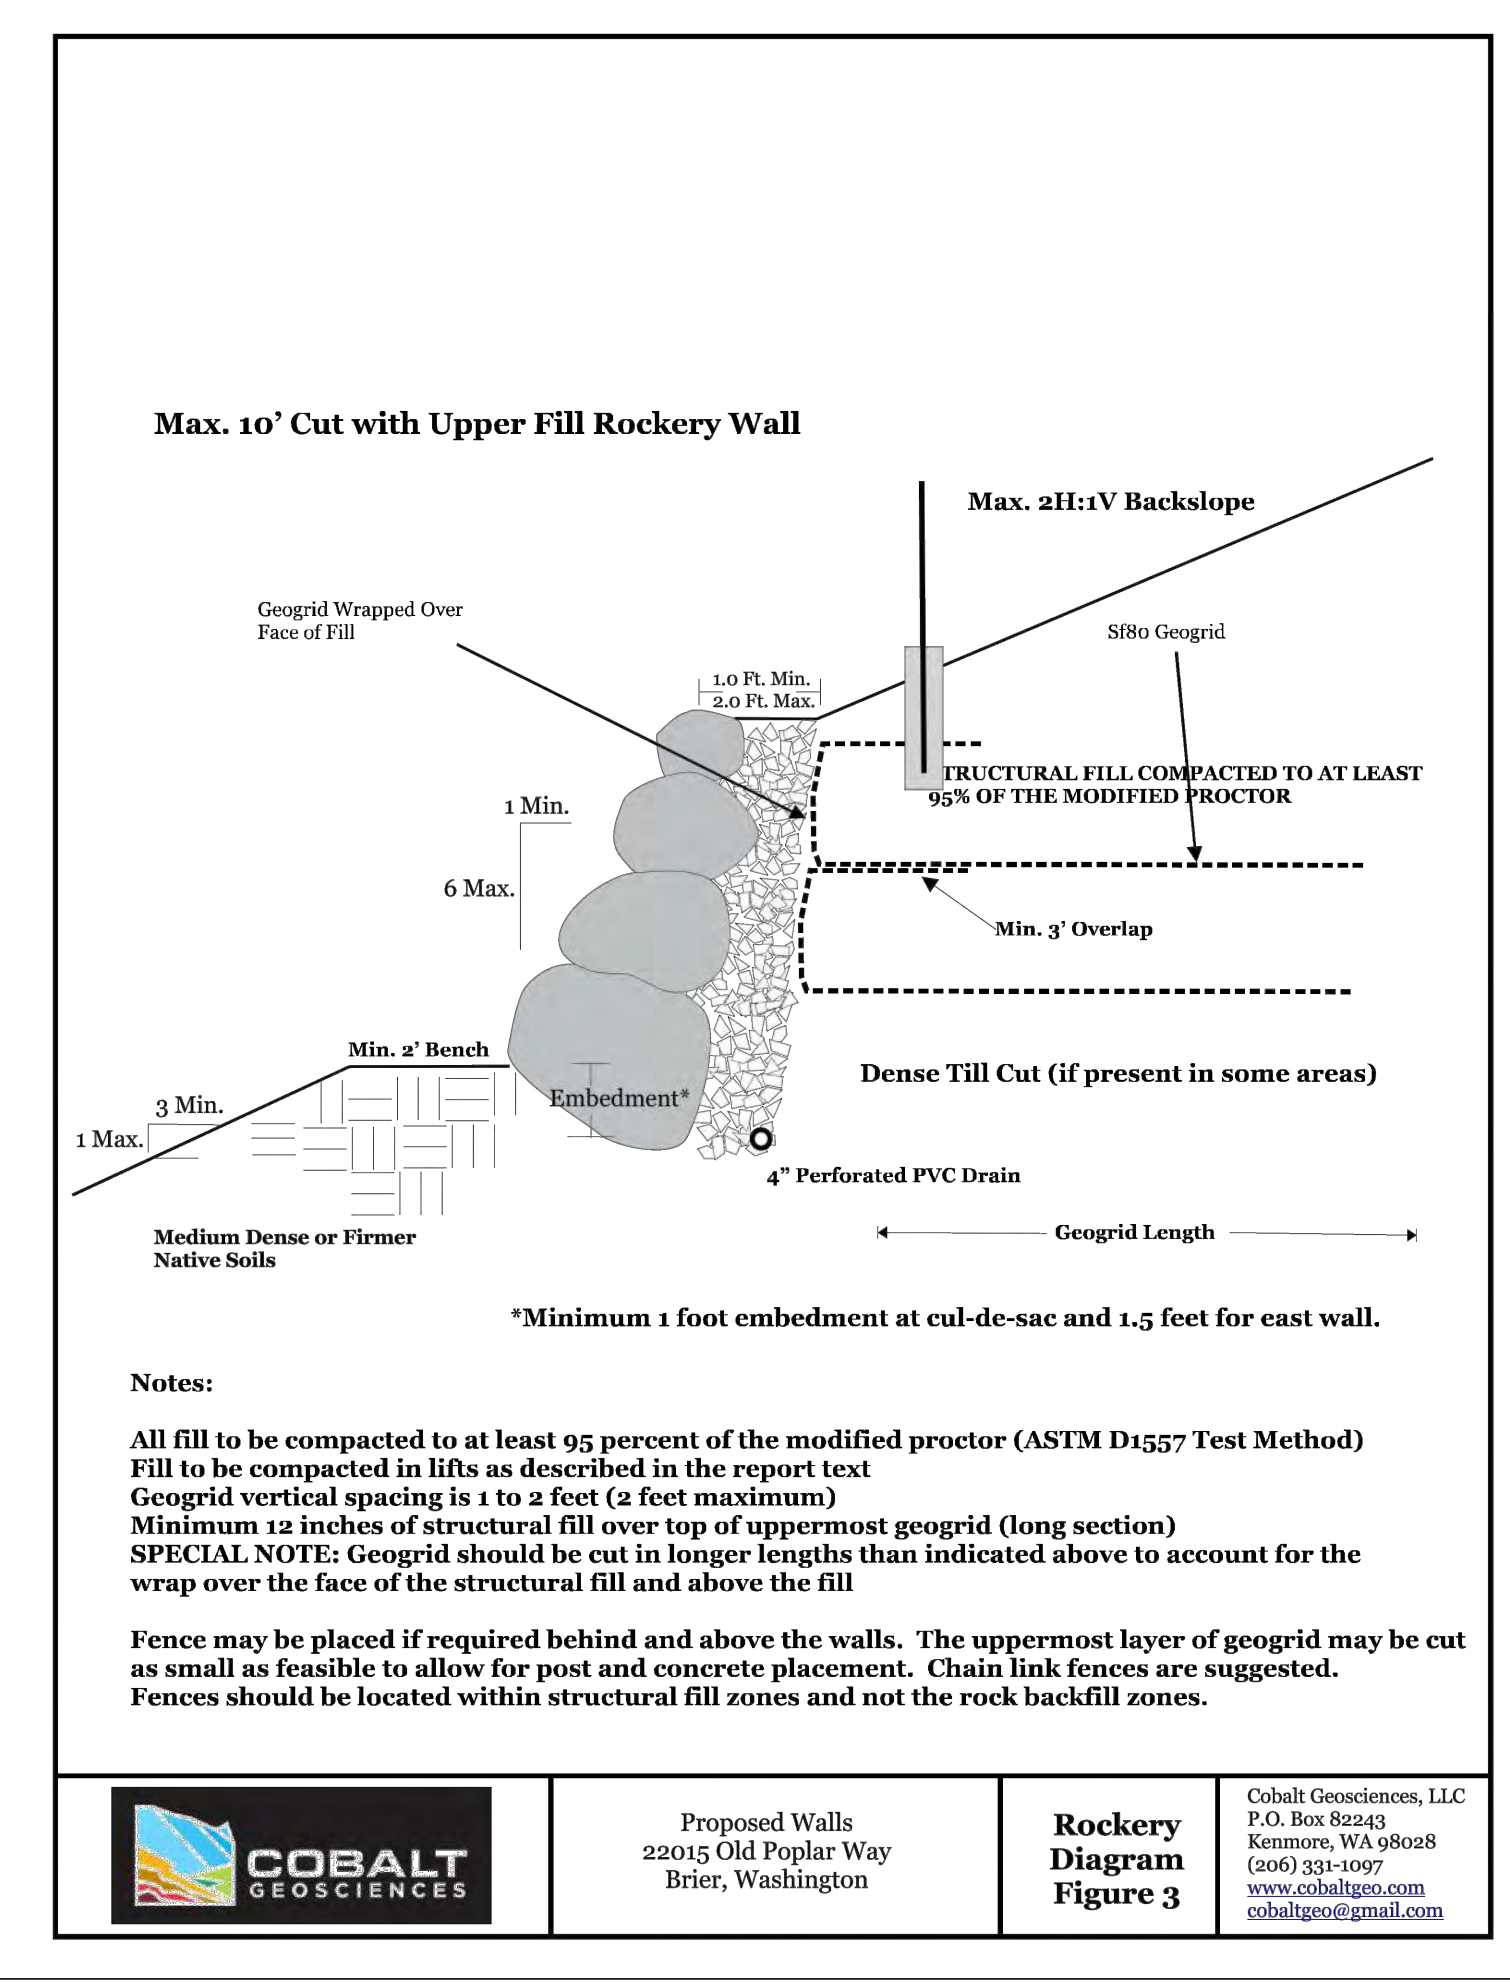 Max. 10’ Cut with Upper Fill Rockery Wall
Max. 2H:1V Backslope
Geogrid Wrapped Over
Face of Fill
Sf80 Geogrid
1.0 Ft. Min.
2.0 Ft. Max.
TRUCTURAL FILL COMPACTED TO AT LEAST
95% OF THE MODIFIED PROCTOR
1 Min.
6 Max.
Min. 3’ Overlap
Min. 2’ Bench
Dense Till Cut (if present in some areas)
Embedment*
3 Min.
1 Max.
4” Perforated PVC Drain
Medium Dense or Firmer
Native Soils
Geogrid Length
*Minimum 1 foot embedment at cul-de-sac and 1.5 feet for east wall.
Notes:
All fill to be compacted to at least 95 percent of the modified proctor (ASTM D1557 Test Method)
Fill to be compacted in lifts as described in the report text
Geogrid vertical spacing is 1 to 2 feet (2 feet maximum)
Minimum 12 inches of structural fill over top of uppermost geogrid (long section)
SPECIAL NOTE: Geogrid should be cut in longer lengths than indicated above to account for the
wrap over the face of the structural fill and above the fill
Fence may be placed if required behind and above the walls.  The uppermost layer of geogrid may be cut
as small as feasible to allow for post and concrete placement.  Chain link fences are suggested.
Fences should be located within structural fill zones and not the rock backfill zones.
COBALT
GEOSCIENCES
Proposed Walls
22015 Old Poplar Way
Brier, Washington
Rockery
Diagram
Figure 3
Cobalt Geosciences, LLC
P.O. Box 82243
Kenmore, WA 98028
(206) 331-1097
www.cobaltgeo.com
cobaltgeo@gmail.com